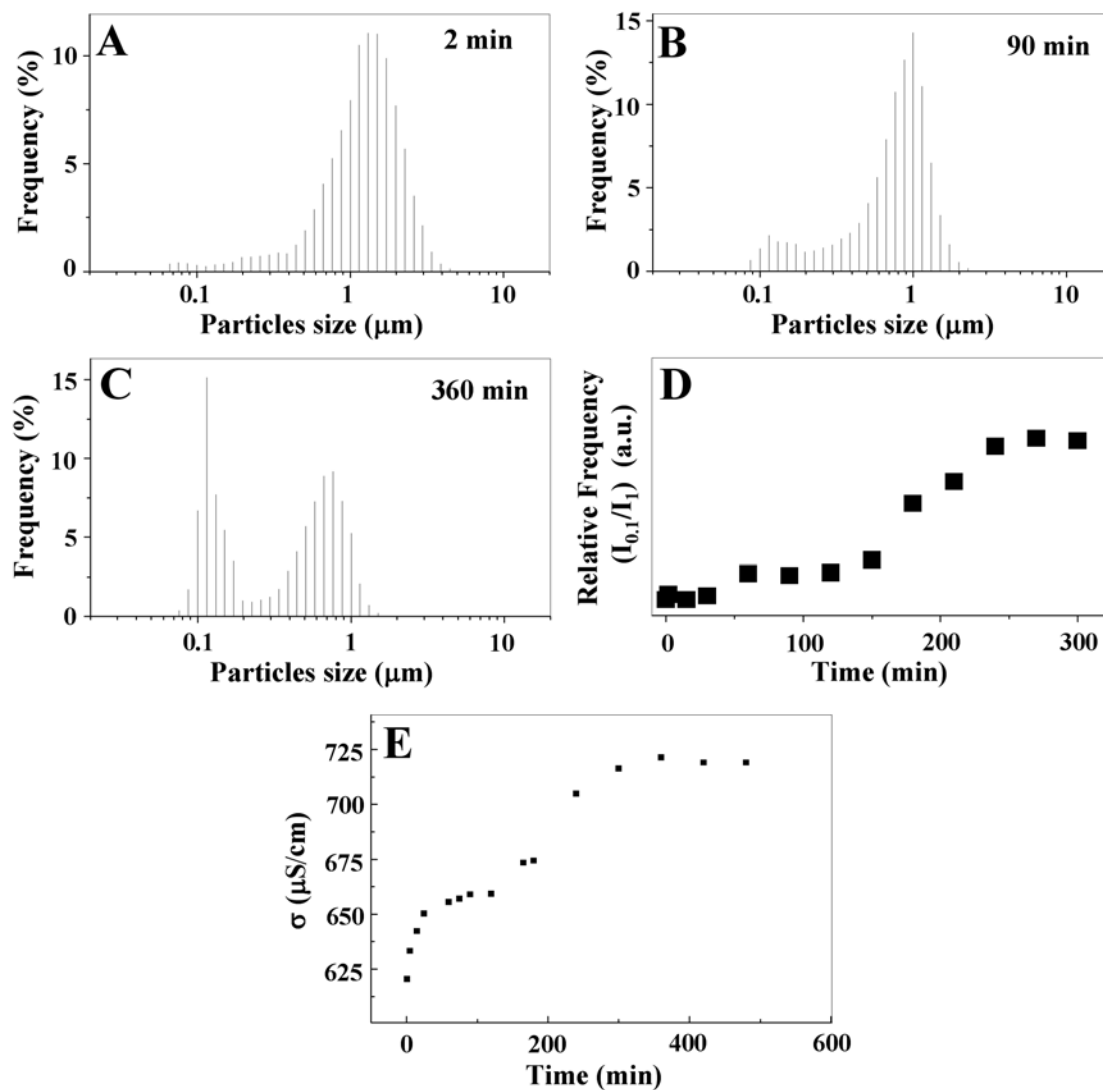 A
2 min
Frequency (%)
10
5
0
0.1
1
10
Particles size (μm)
B
90 min
Frequency (%)
15
10
5
0
0.1
1
10
Particles size (μm)
C
360 min
Frequency (%)
15
10
5
0
0.1
1
10
Particles size (μm)
D
Relative Frequency
(I0.1/I1) (a.u.)
0
100
200
300
Time (min)
E
σ (μS/cm)
725
700
675
650
625
0
200
400
600
Time (min)